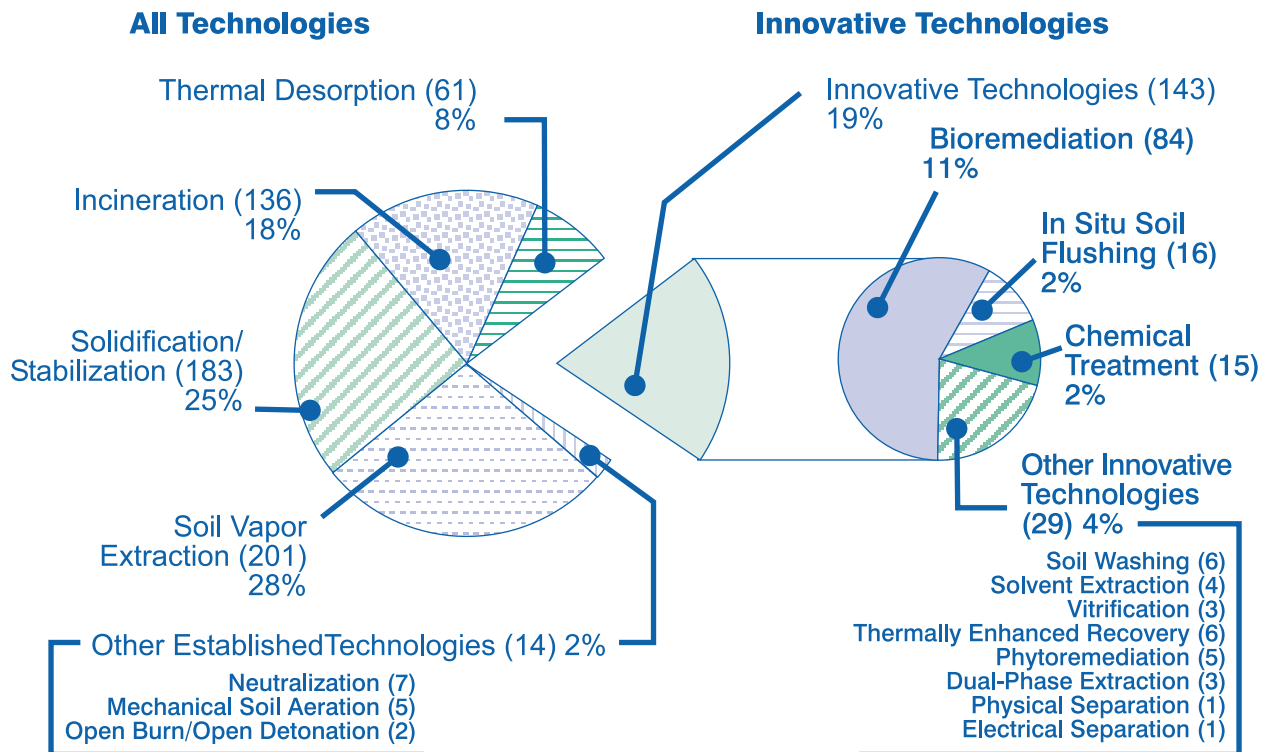 All Technologies
Thermal Desorption (61)
8%
Incineration (136)
18%
Solidification/
Stabilization (183)
25%
Soil Vapor
Extraction (201)
28%
Other EstablishedTechnologies (14) 2%
Neutralization (7)
Mechanical Soil Aeration (5)
Open Burn/Open Detonation (2)
Innovative Technologies
Innovative Technologies (143)
19%
Bioremediation (84)
11%
In Situ Soil
Flushing (16)
2%
Chemical
Treatment (15)
2%
Other Innovative
Technologies
(29) 4%
Soil Washing (6)
Solvent Extraction (4)
Vitrification (3)
Thermally Enhanced Recovery (6)
Phytoremediation (5)
Dual-Phase Extraction (3)
Physical Separation (1)
Electrical Separation (1)